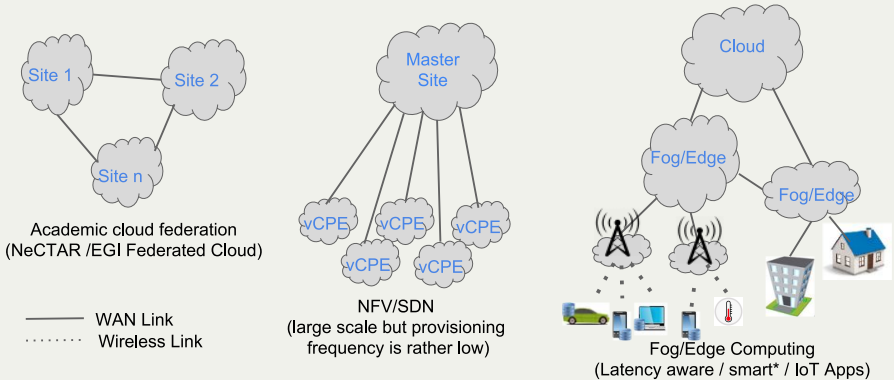 Site 1
Site 2
Site n
Academic cloud federation
(NeCTAR /EGI Federated Cloud)
Master
Site
vCPE
vCPE
vCPE
vCPE
vCPE
NFV/SDN
(large scale but provisioning
frequency is rather low)
Cloud
Fog/Edge
Fog/Edge
Fog/Edge Computing
(Latency aware / smart* / IoT Apps)
WAN Link
Wireless Link